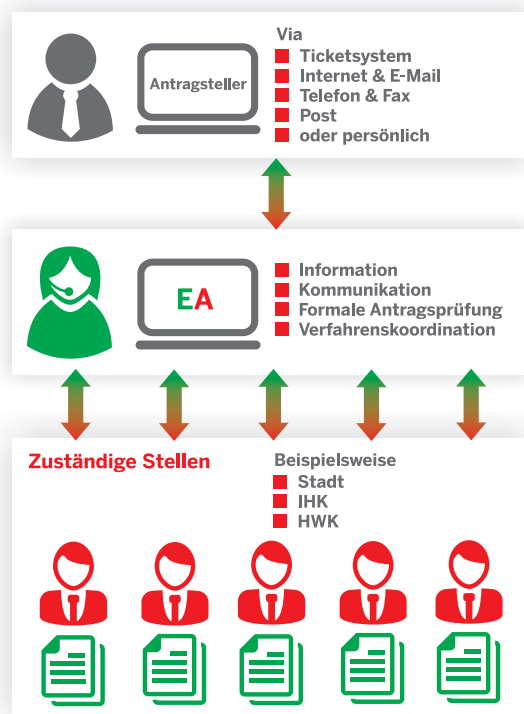 Antragsteller
Via
Ticketsystem
Internet & E-Mail
Telefon & Fax
Post
oder persönlich
EA
Information
Kommunikation
Formale Antragsprüfung
Verfahrenskoordination
Zuständige Stellen
Beispielsweise
Stadt
IHK
HWK